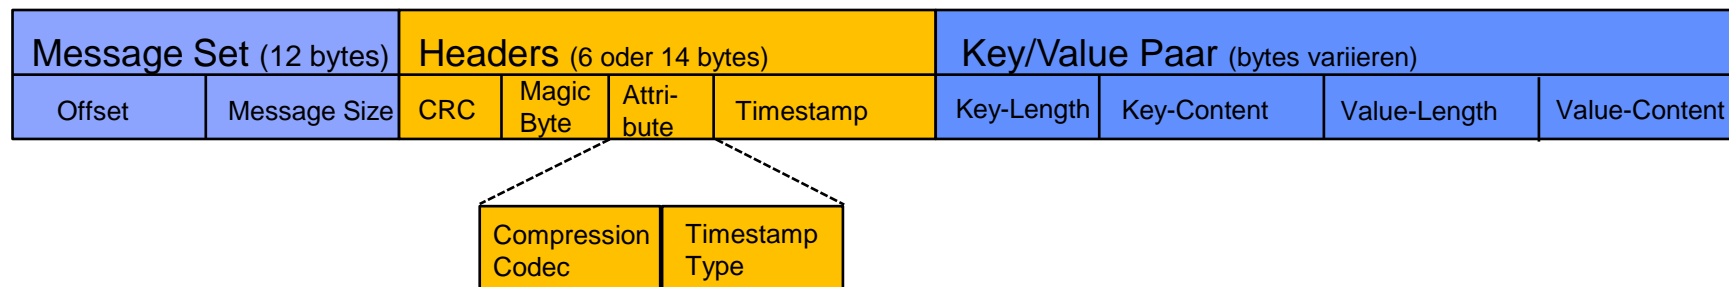 Message Set (12 bytes)
Headers (6 oder 14 bytes)
Key/Value Paar (bytes variieren)
Offset
Message Size
CRC
Magic
Byte
Attri-
bute
Timestamp
Key-Length
Key-Content
Value-Length
Value-Content
Compression
Codec
Timestamp
Type